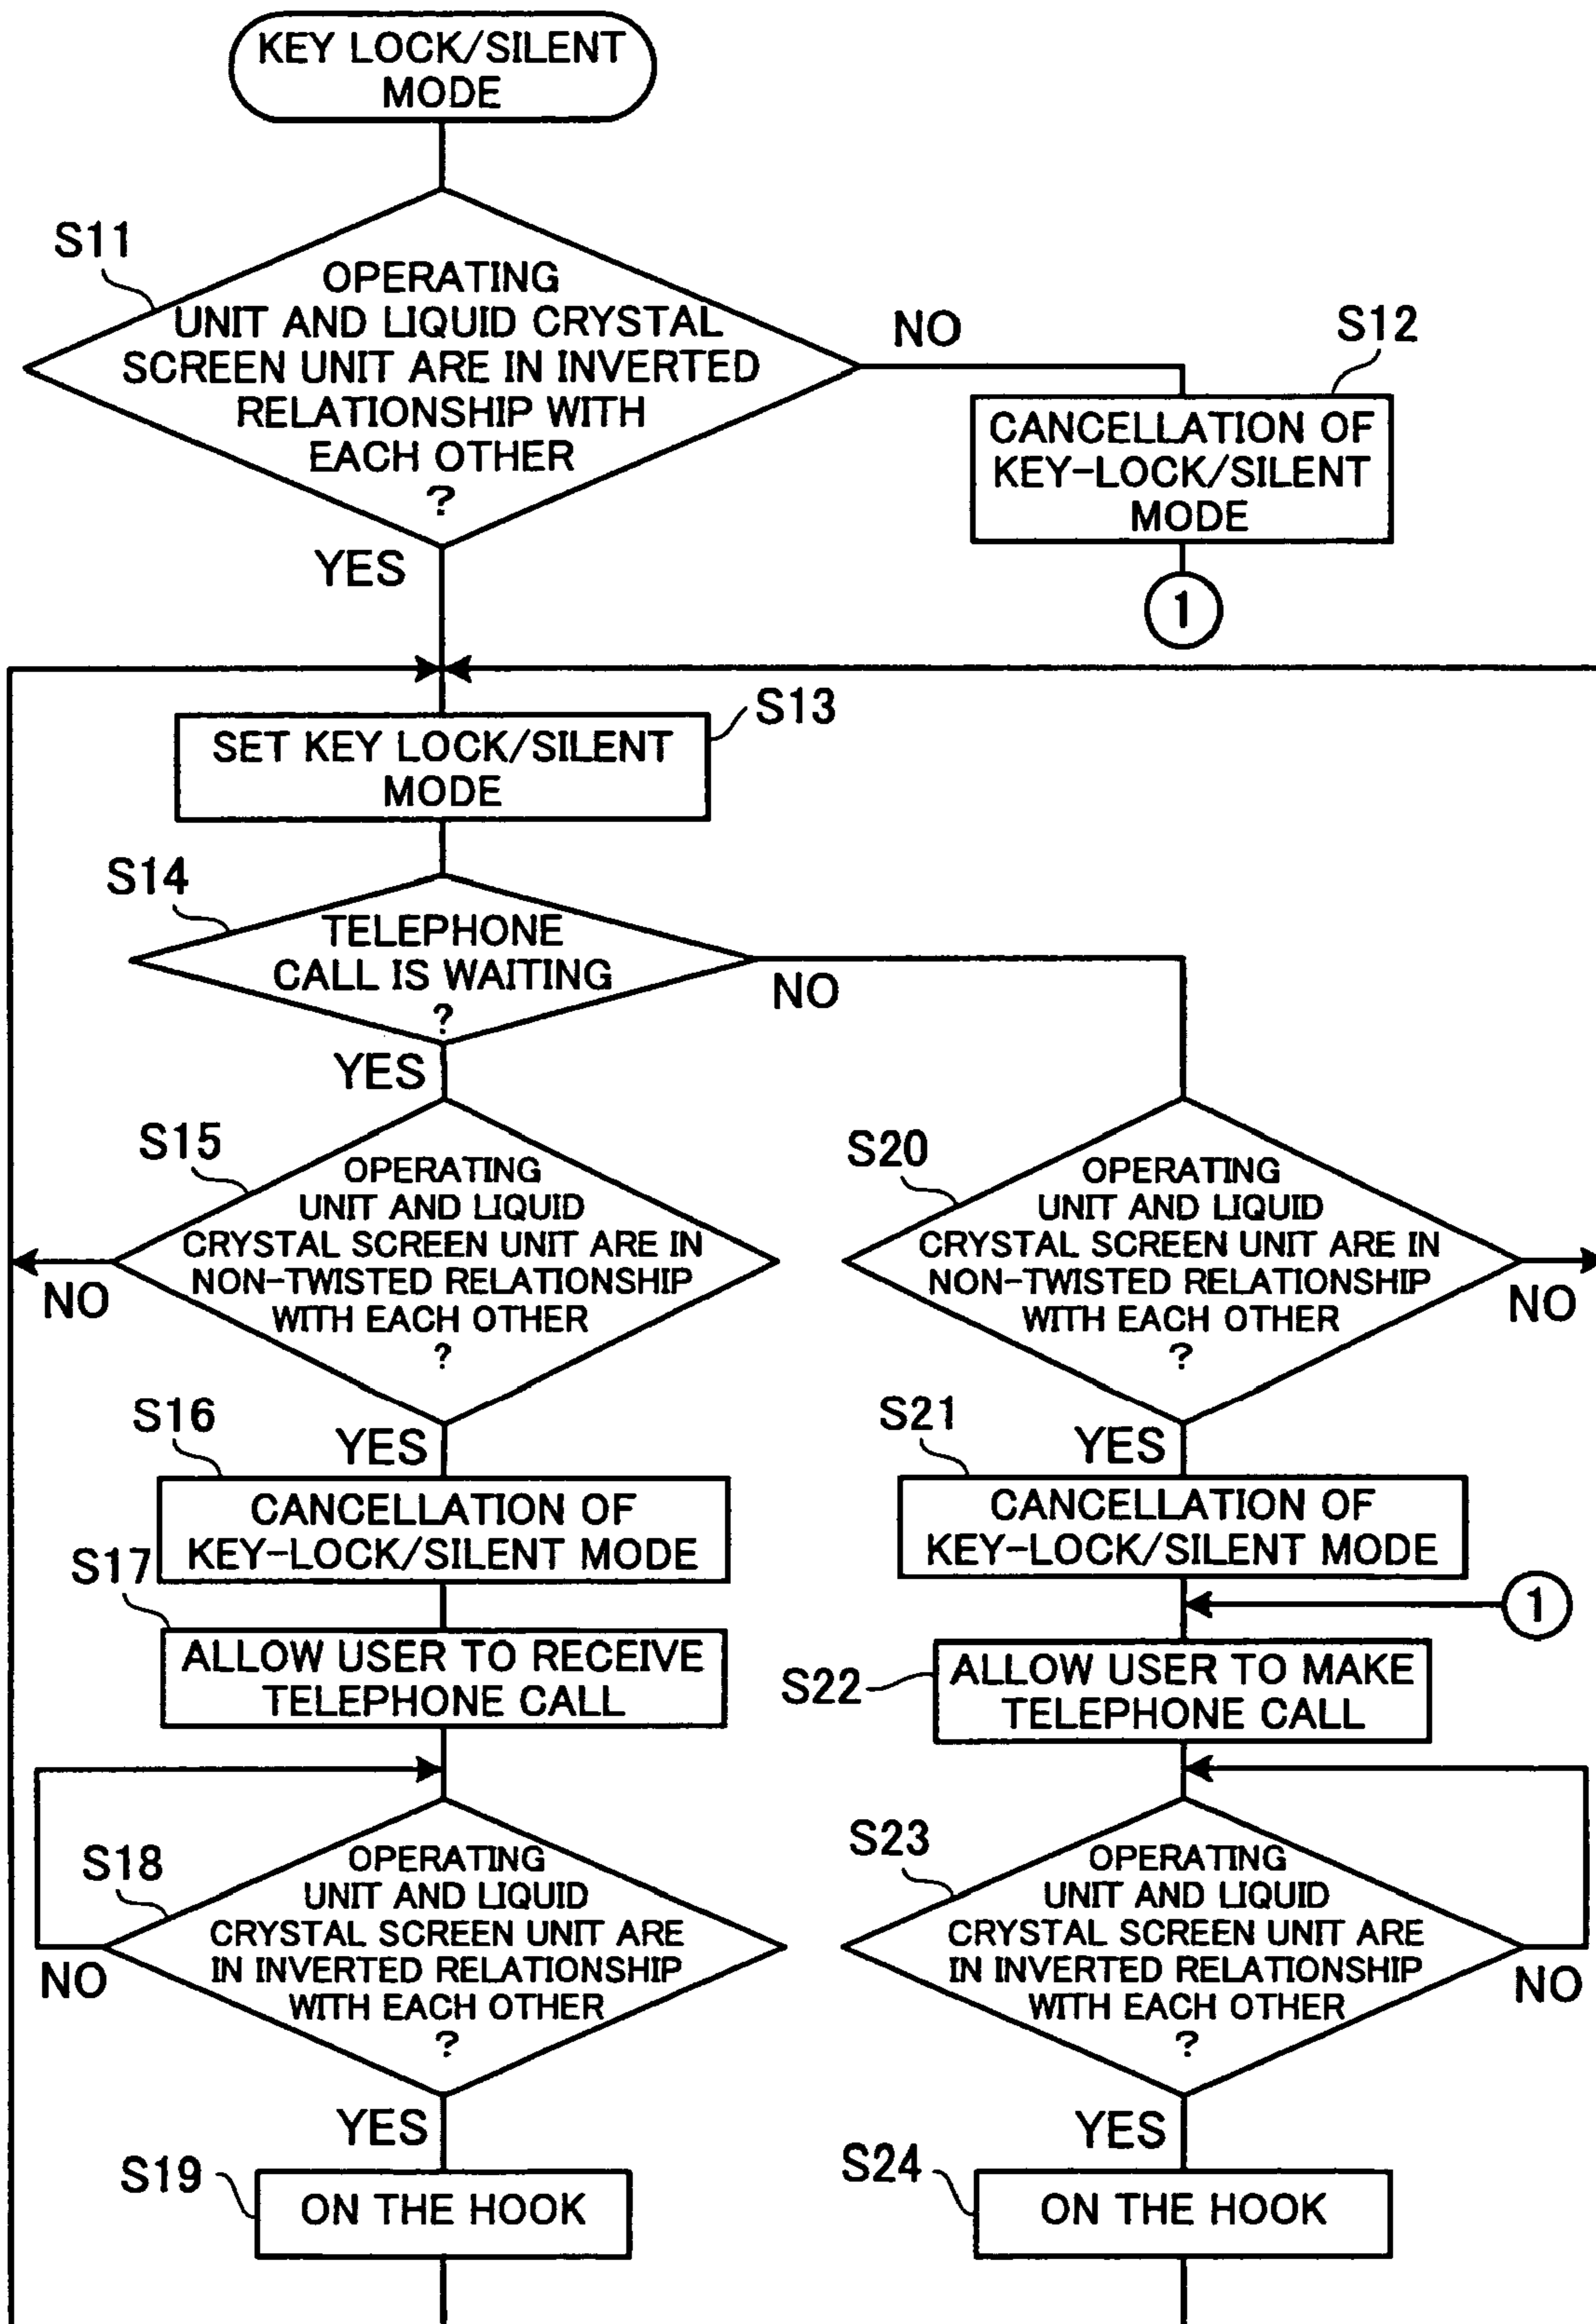 KEY LOCK/SILENT
MODE
S11
OPERATING
UNIT AND LIQUID CRYSTAL
SCREEN UNIT ARE IN INVERTED
RELATIONSHIP WITH
EACH OTHER
?
NO
S12
CANCELLATION OF
KEY-LOCK/SILENT
MODE
1
YES
S13
SET KEY LOCK/SILENT
MODE
S14
TELEPHONE
CALL IS WAITING
?
NO
YES
S15
OPERATING
UNIT AND LIQUID
CRYSTAL SCREEN UNIT ARE IN
NON-TWISTED RELATIONSHIP
WITH EACH OTHER
?
NO
S20
OPERATING
UNIT AND LIQUID
CRYSTAL SCREEN UNIT ARE IN
NON-TWISTED RELATIONSHIP
WITH EACH OTHER
?
NO
S16
YES
CANCELLATION OF
KEY-LOCK/SILENT MODE
S21
YES
CANCELLATION OF
KEY-LOCK/SILENT MODE
S17
ALLOW USER TO RECEIVE
TELEPHONE CALL
1
S22
ALLOW USER TO MAKE
TELEPHONE CALL
S18
OPERATING
UNIT AND LIQUID
CRYSTAL SCREEN UNIT ARE
IN INVERTED RELATIONSHIP
WITH EACH OTHER
?
NO
S23
OPERATING
UNIT AND LIQUID
CRYSTAL SCREEN UNIT ARE
IN INVERTED RELATIONSHIP
WITH EACH OTHER
?
NO
YES
S19
ON THE HOOK
YES
S24
ON THE HOOK